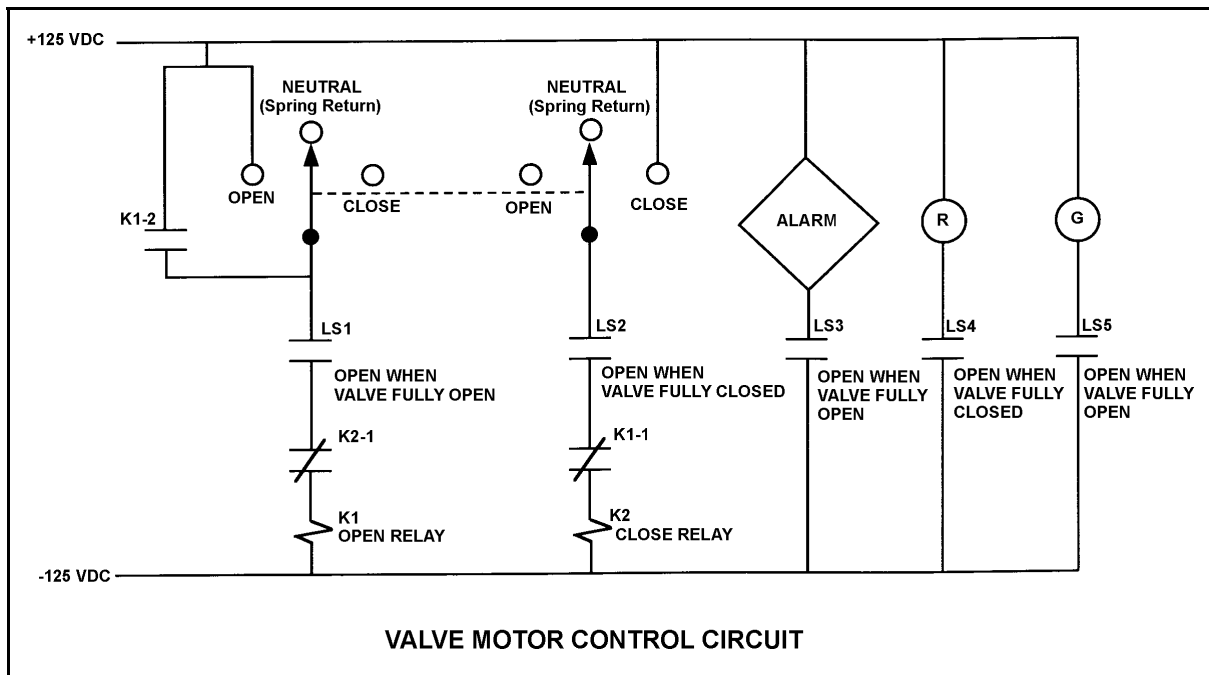 +125 VDC
NEUTRAL
(Spring Return)
NEUTRAL
(Spring Return)
OPEN
CLOSE
OPEN
CLOSE
K1-2
ALARM
R
G
LS1
OPEN WHEN
VALVE FULLY OPEN
LS2
OPEN WHEN
VALVE FULLY CLOSED
LS3
OPEN WHEN
VALVE FULLY
OPEN
LS4
OPEN WHEN
VALVE FULLY
CLOSED
LS5
OPEN WHEN
VALVE FULLY
OPEN
K2-1
K1-1
K1
OPEN RELAY
K2
CLOSE RELAY
-125 VDC
VALVE MOTOR CONTROL CIRCUIT